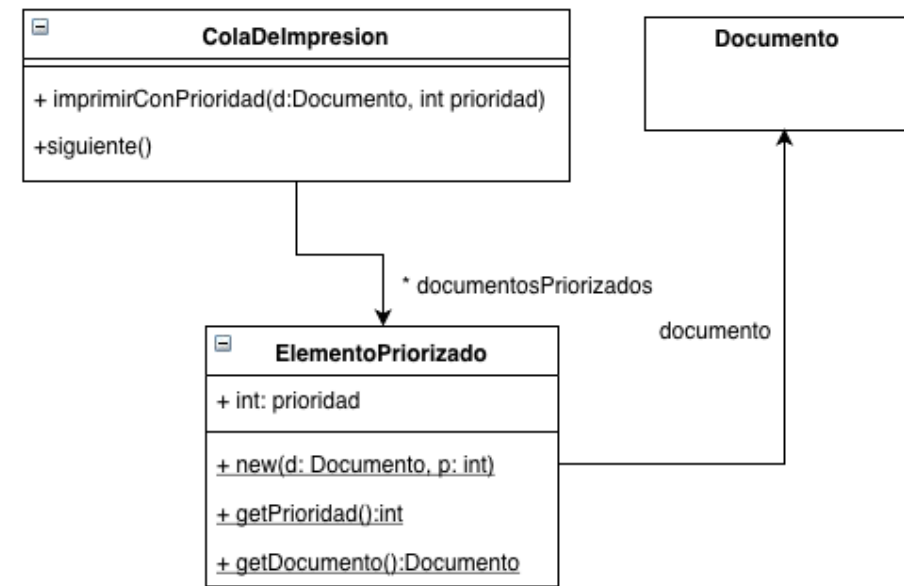 ColaDeImpresion
+ imprimirConPrioridad(d:Documento, int prioridad)
+siguiente()
Documento
* documentosPriorizados
documento
ElementoPriorizado
+ int: prioridad
+ new(d: Documento, p: int)
+ getPrioridad():int
+ getDocumento():Documento